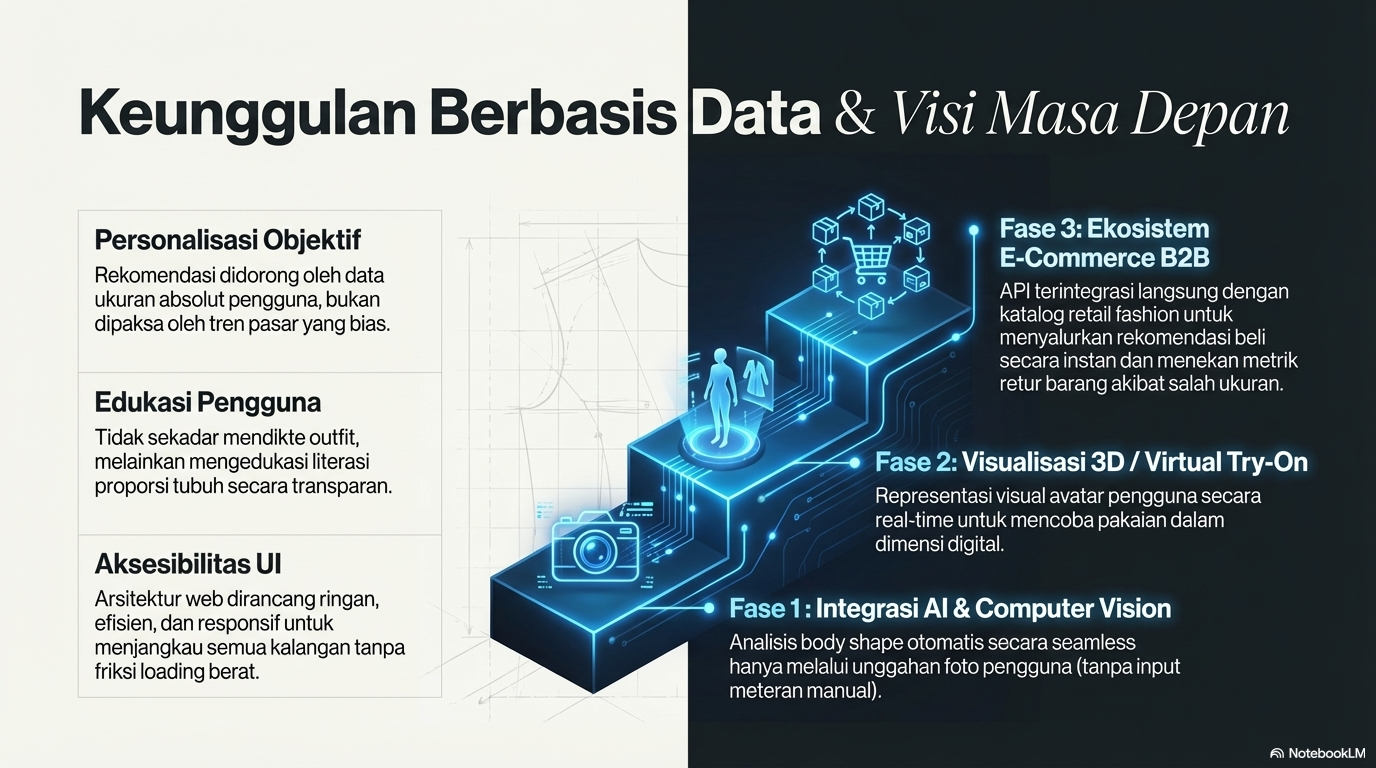 Keunggulan Berbasis Data & Visi Masa Depan
Personalisasi Objektif
Rekomendasi didorong oleh data
ukuran absolut pengguna, bukan
dipaksa oleh tren pasar yang bias.
Edukasi Pengguna
Tidak sekadar mendikte outfit,
melainkan mengedukasi literasi
proporsi tubuh secara transparan.
Aksesibilitas UI
Arsitektur web dirancang ringan,
efisien, dan responsif untuk
menjangkau semua kalangan tanpa
friksi loading berat.
Fase 3: Ekosistem
E-Commerce B2B
API terintegrasi langsung dengan
katalog retail fashion untuk
menyalurkan rekomendasi beli
secara instan dan menekan metrik
retur barang akibat salah ukuran.
Fase 2: Visualisasi 3D / Virtual Try-On
Representasi visual avatar pengguna secara
real-time untuk mencoba pakaian dalam
dimensi digital.
Fase 1: Integrasi AI & Computer Vision
Analisis body shape otomatis secara seamless
hanya melalui unggahan foto pengguna (tanpa input
meteran manual).
NotebookLM